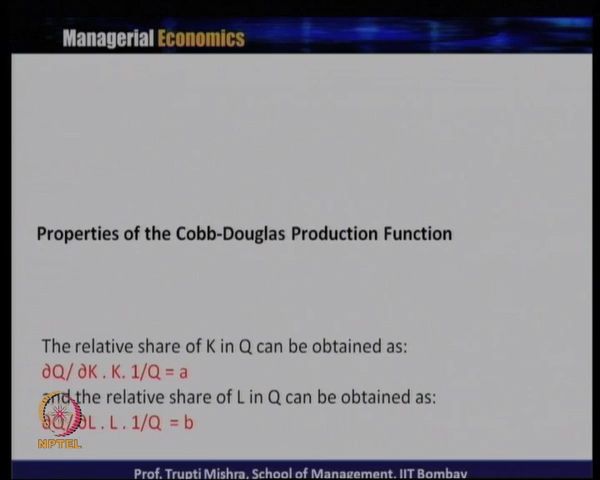 Managerial Economics
Properties of the Cobb-Douglas Production Function
The relative share of K in Q can be obtained as:
∂Q/ ∂K . K. 1/Q = a
and the relative share of L in Q can be obtained as:
∂Q/ ∂L . L . 1/Q = b
NPTEL
Prof. Trupti Mishra, School of Management, IIT Bombay